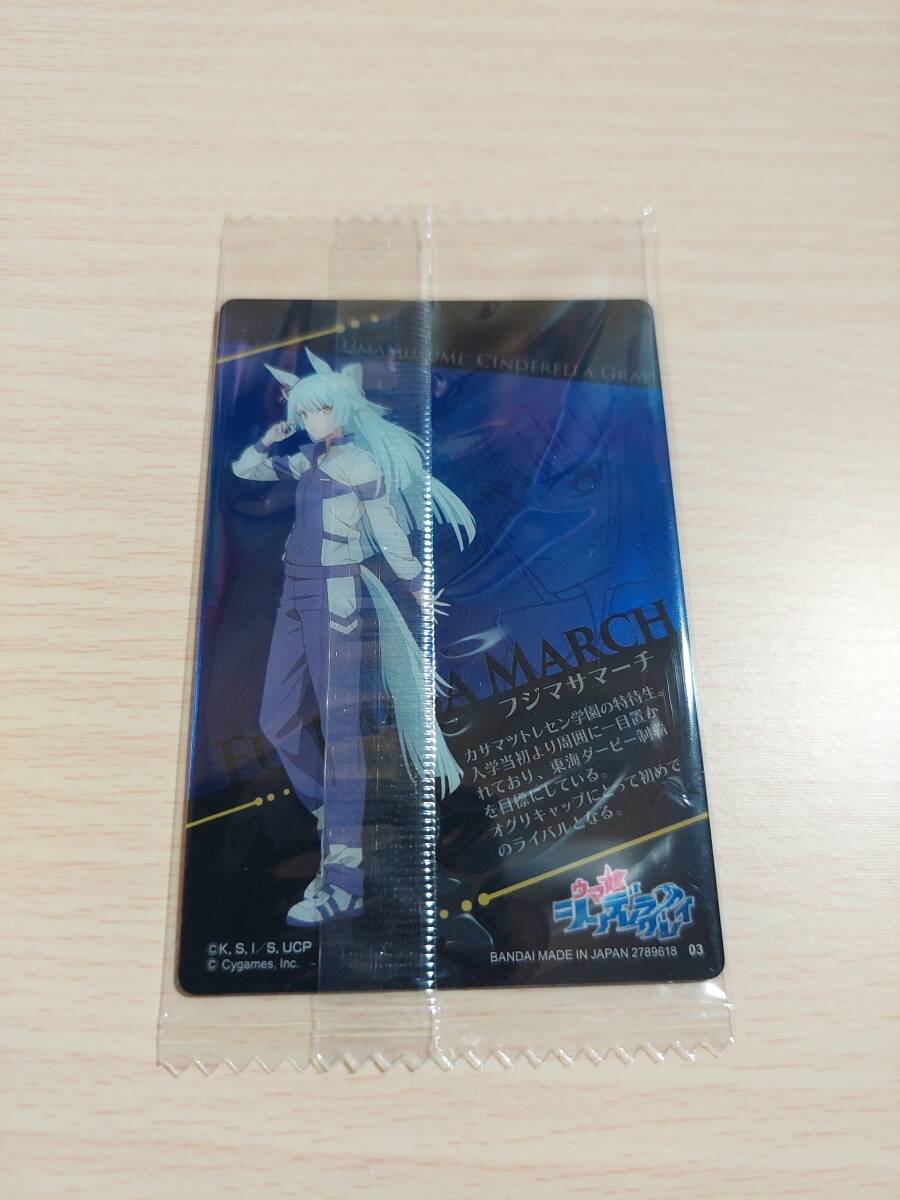 UMAMUSUME: CINDERELLA GRAY
FUJIMASA MARCH
フジマサマーチ
カサマツトレセン学園の特待生。
入学当初より周囲に一目置か
れており、東海ダービー制覇
を目標にしている。
オグリキャップにとって初めて
のライバルとなる。
ウマ娘
シンデレラグレイ
©K, S, I/S, UCP
© Cygames, Inc.
BANDAI MADE IN JAPAN 2789618 03